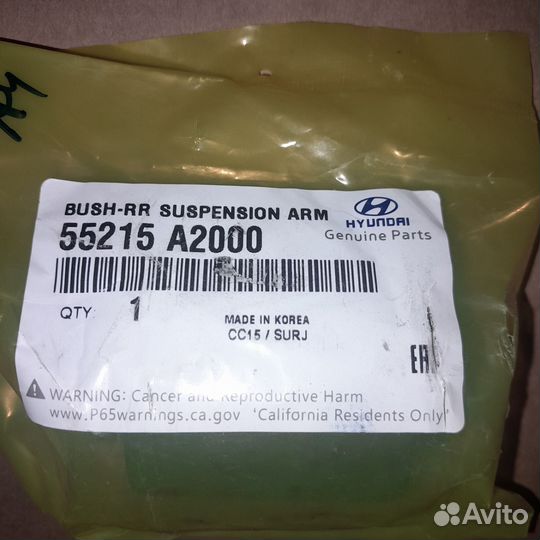 BUSH-RR SUSPENSION ARM
HYUNDAI
55215 A2000
Genuine Parts
QTY: 1
MADE IN KOREA
CC15 / SURJ
EAC
WARNING: Cancer and Reproductive Harm
www.P65warnings.ca.gov 'California Residents Only'
Avito